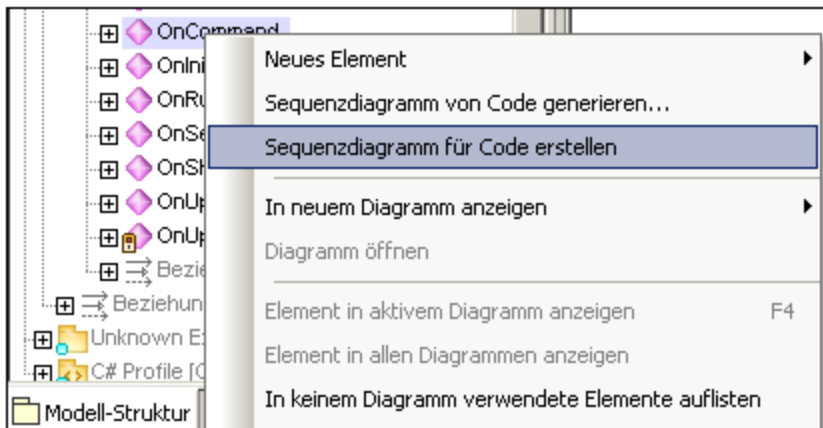 OnCommand
Neues Element
Sequenzdiagramm von Code generieren...
Sequenzdiagramm für Code erstellen
In neuem Diagramm anzeigen
Diagramm öffnen
Element in aktivem Diagramm anzeigen F4
Element in allen Diagrammen anzeigen
In keinem Diagramm verwendete Elemente auflisten
Unknown
C# Profile
Modell-Struktur